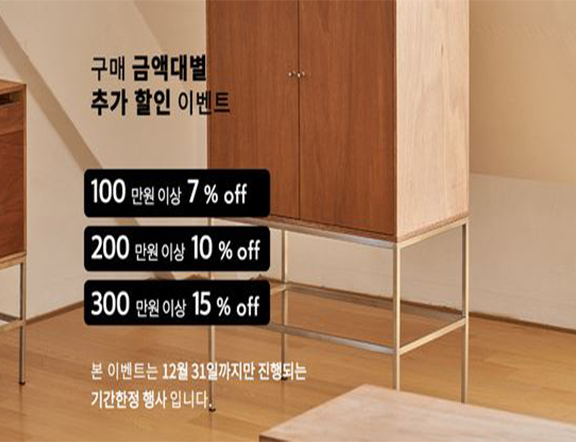 구매 금액대별
추가 할인 이벤트
100 만원 이상 7 % off
200 만원 이상 10 % off
300 만원 이상 15 % off
본 이벤트는 12월 31일까지만 진행되는
기간한정 행사 입니다.